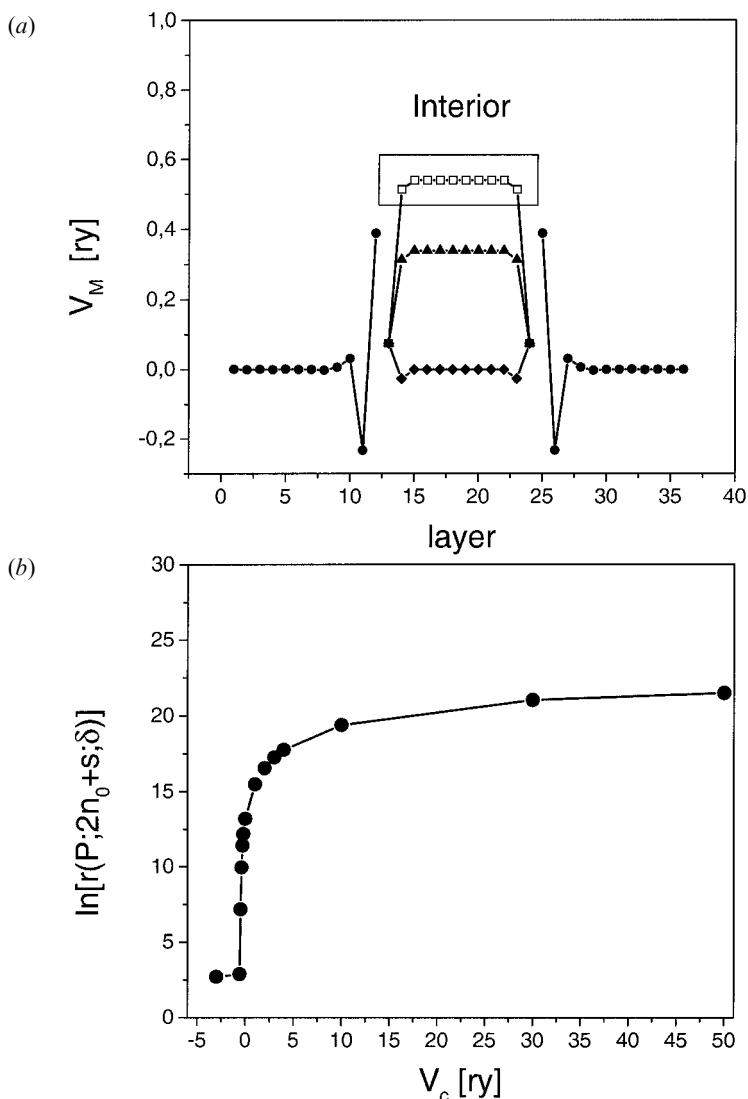 (a)
1,0
0,8
0,6
0,4
0,2
0,0
-0,2
V_M [ry]
Interior
0 5 10 15 20 25 30 35 40
layer
(b)
30
25
20
15
10
5
0
ln[r(P;2n_0+s;δ)]
-5 0 5 10 15 20 25 30 35 40 45 50
V_c [ry]